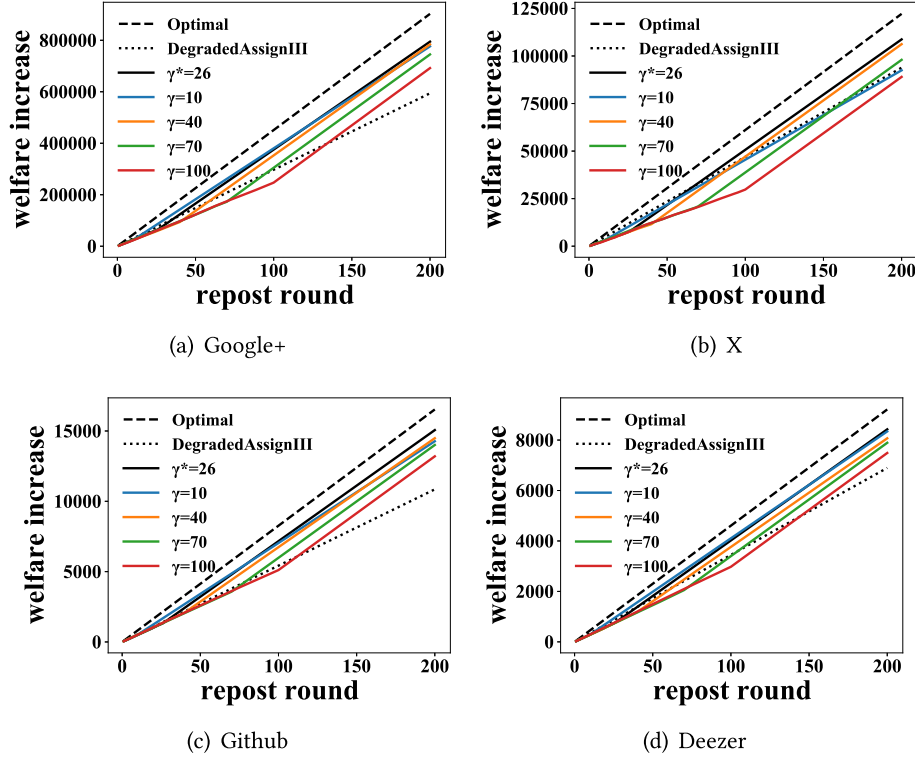 Optimal
DegradedAssignIII
γ*=26
γ=10
γ=40
γ=70
γ=100
800000
600000
400000
200000
0
welfare increase
0 50 100 150 200
repost round
(a) Google+
Optimal
DegradedAssignIII
γ*=26
γ=10
γ=40
γ=70
γ=100
125000
100000
75000
50000
25000
0
welfare increase
0 50 100 150 200
repost round
(b) X
Optimal
DegradedAssignIII
γ*=26
γ=10
γ=40
γ=70
γ=100
15000
10000
5000
0
welfare increase
0 50 100 150 200
repost round
(c) Github
Optimal
DegradedAssignIII
γ*=26
γ=10
γ=40
γ=70
γ=100
8000
6000
4000
2000
0
welfare increase
0 50 100 150 200
repost round
(d) Deezer